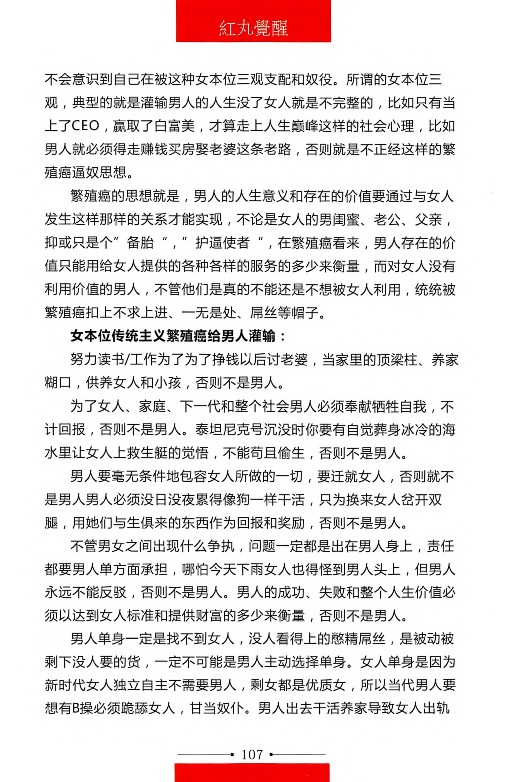 紅丸覺醒
不会意识到自己在被这种女本位三观支配和奴役。所谓的女本位三
观，典型的就是灌输男人的人生没了女人就是不完整的，比如只有当
上了CEO，赢取了白富美，才算走上人生巅峰这样的社会心理，比如
男人就必须得走赚钱买房娶老婆这条老路，否则就是不正经这样的繁
殖癌逼奴思想。
繁殖癌的思想就是，男人的人生意义和存在的价值要通过与女人
发生这样那样的关系才能实现，不论是女人的男闺蜜、老公、父亲，
抑或只是个”备胎“，”护逼使者“，在繁殖癌看来，男人存在的价
值只能用给女人提供的各种各样的服务的多少来衡量，而对女人没有
利用价值的男人，不管他们是真的不能还是不想被女人利用，统统被
繁殖癌扣上不求上进、一无是处、屌丝等帽子。
女本位传统主义繁殖癌给男人灌输：
努力读书/工作为了为了挣钱以后讨老婆，当家里的顶梁柱、养家
糊口，供养女人和小孩，否则不是男人。
为了女人、家庭、下一代和整个社会男人必须奉献牺牲自我，不
计回报，否则不是男人。泰坦尼克号沉没时你要有自觉葬身冰冷的海
水里让女人上救生艇的觉悟，不能苟且偷生，否则不是男人。
男人要毫无条件地包容女人所做的一切，要迁就女人，否则就不
是男人男人必须没日没夜累得像狗一样干活，只为换来女人岔开双
腿，用她们与生俱来的东西作为回报和奖励，否则不是男人。
不管男女之间出现什么争执，问题一定都是出在男人身上，责任
都要男人单方面承担，哪怕今天下雨女人也得怪到男人头上，但男人
永远不能反驳，否则不是男人。男人的成功、失败和整个人生价值必
须以达到女人标准和提供财富的多少来衡量，否则不是男人。
男人单身一定是找不到女人，没人看得上的憋精屌丝，是被动被
剩下没人要的货，一定不可能是男人主动选择单身。女人单身是因为
新时代女人独立自主不需要男人，剩女都是优质女，所以当代男人要
想有B操必须跪舔女人，甘当奴仆。男人出去干活养家导致女人出轨
107